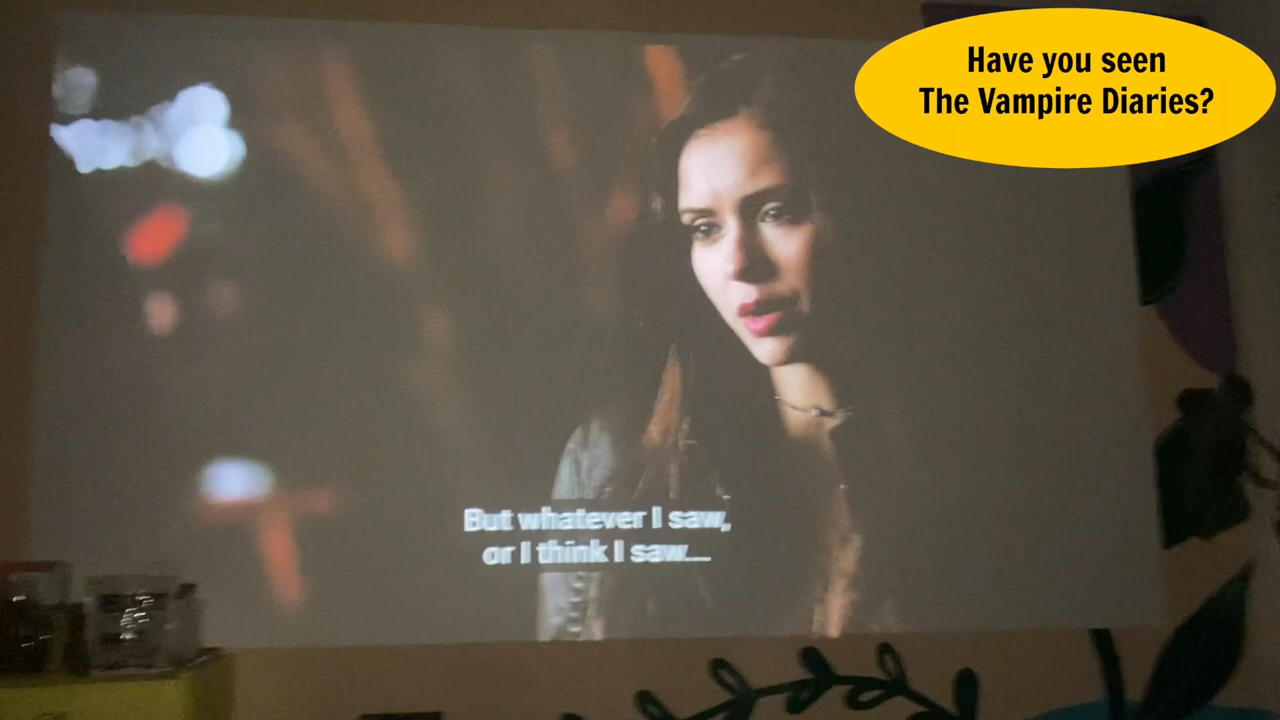 Have you seen
The Vampire Diaries?
But whatever I saw,
or I think I saw...